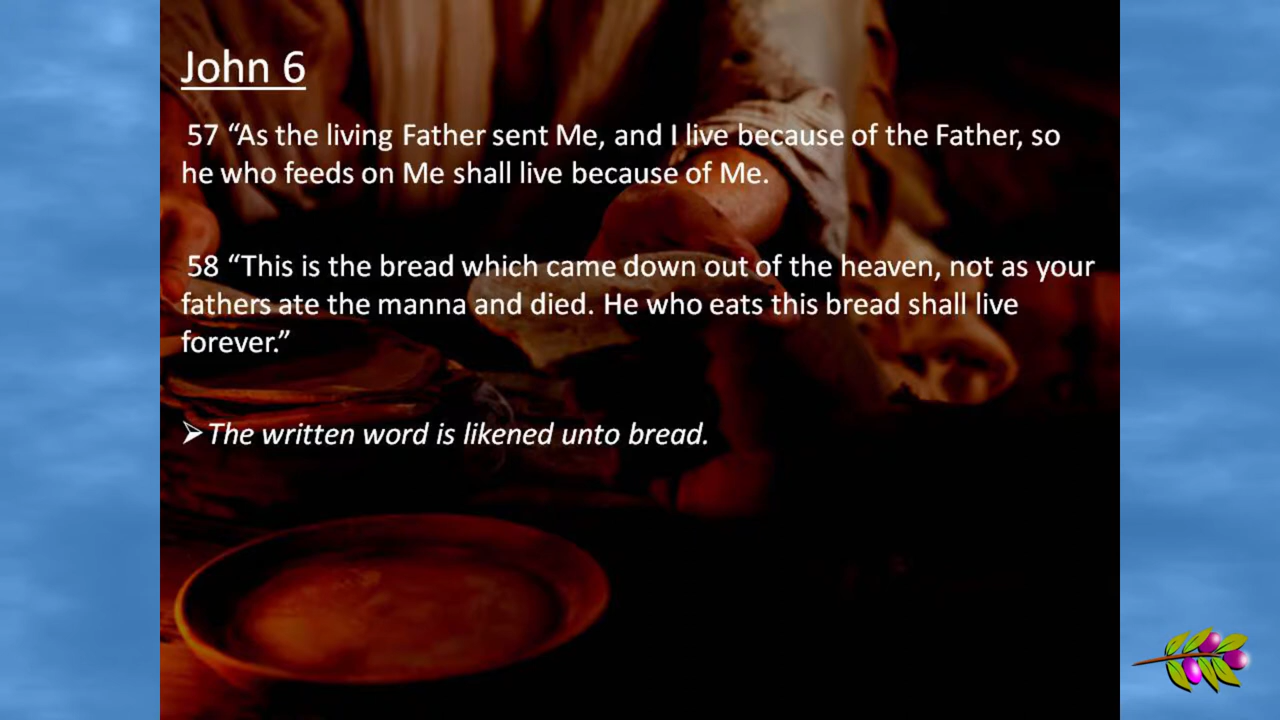 John 6
57 “As the living Father sent Me, and I live because of the Father, so
he who feeds on Me shall live because of Me.
58 “This is the bread which came down out of the heaven, not as your
fathers ate the manna and died. He who eats this bread shall live
forever.”
➢The written word is likened unto bread.